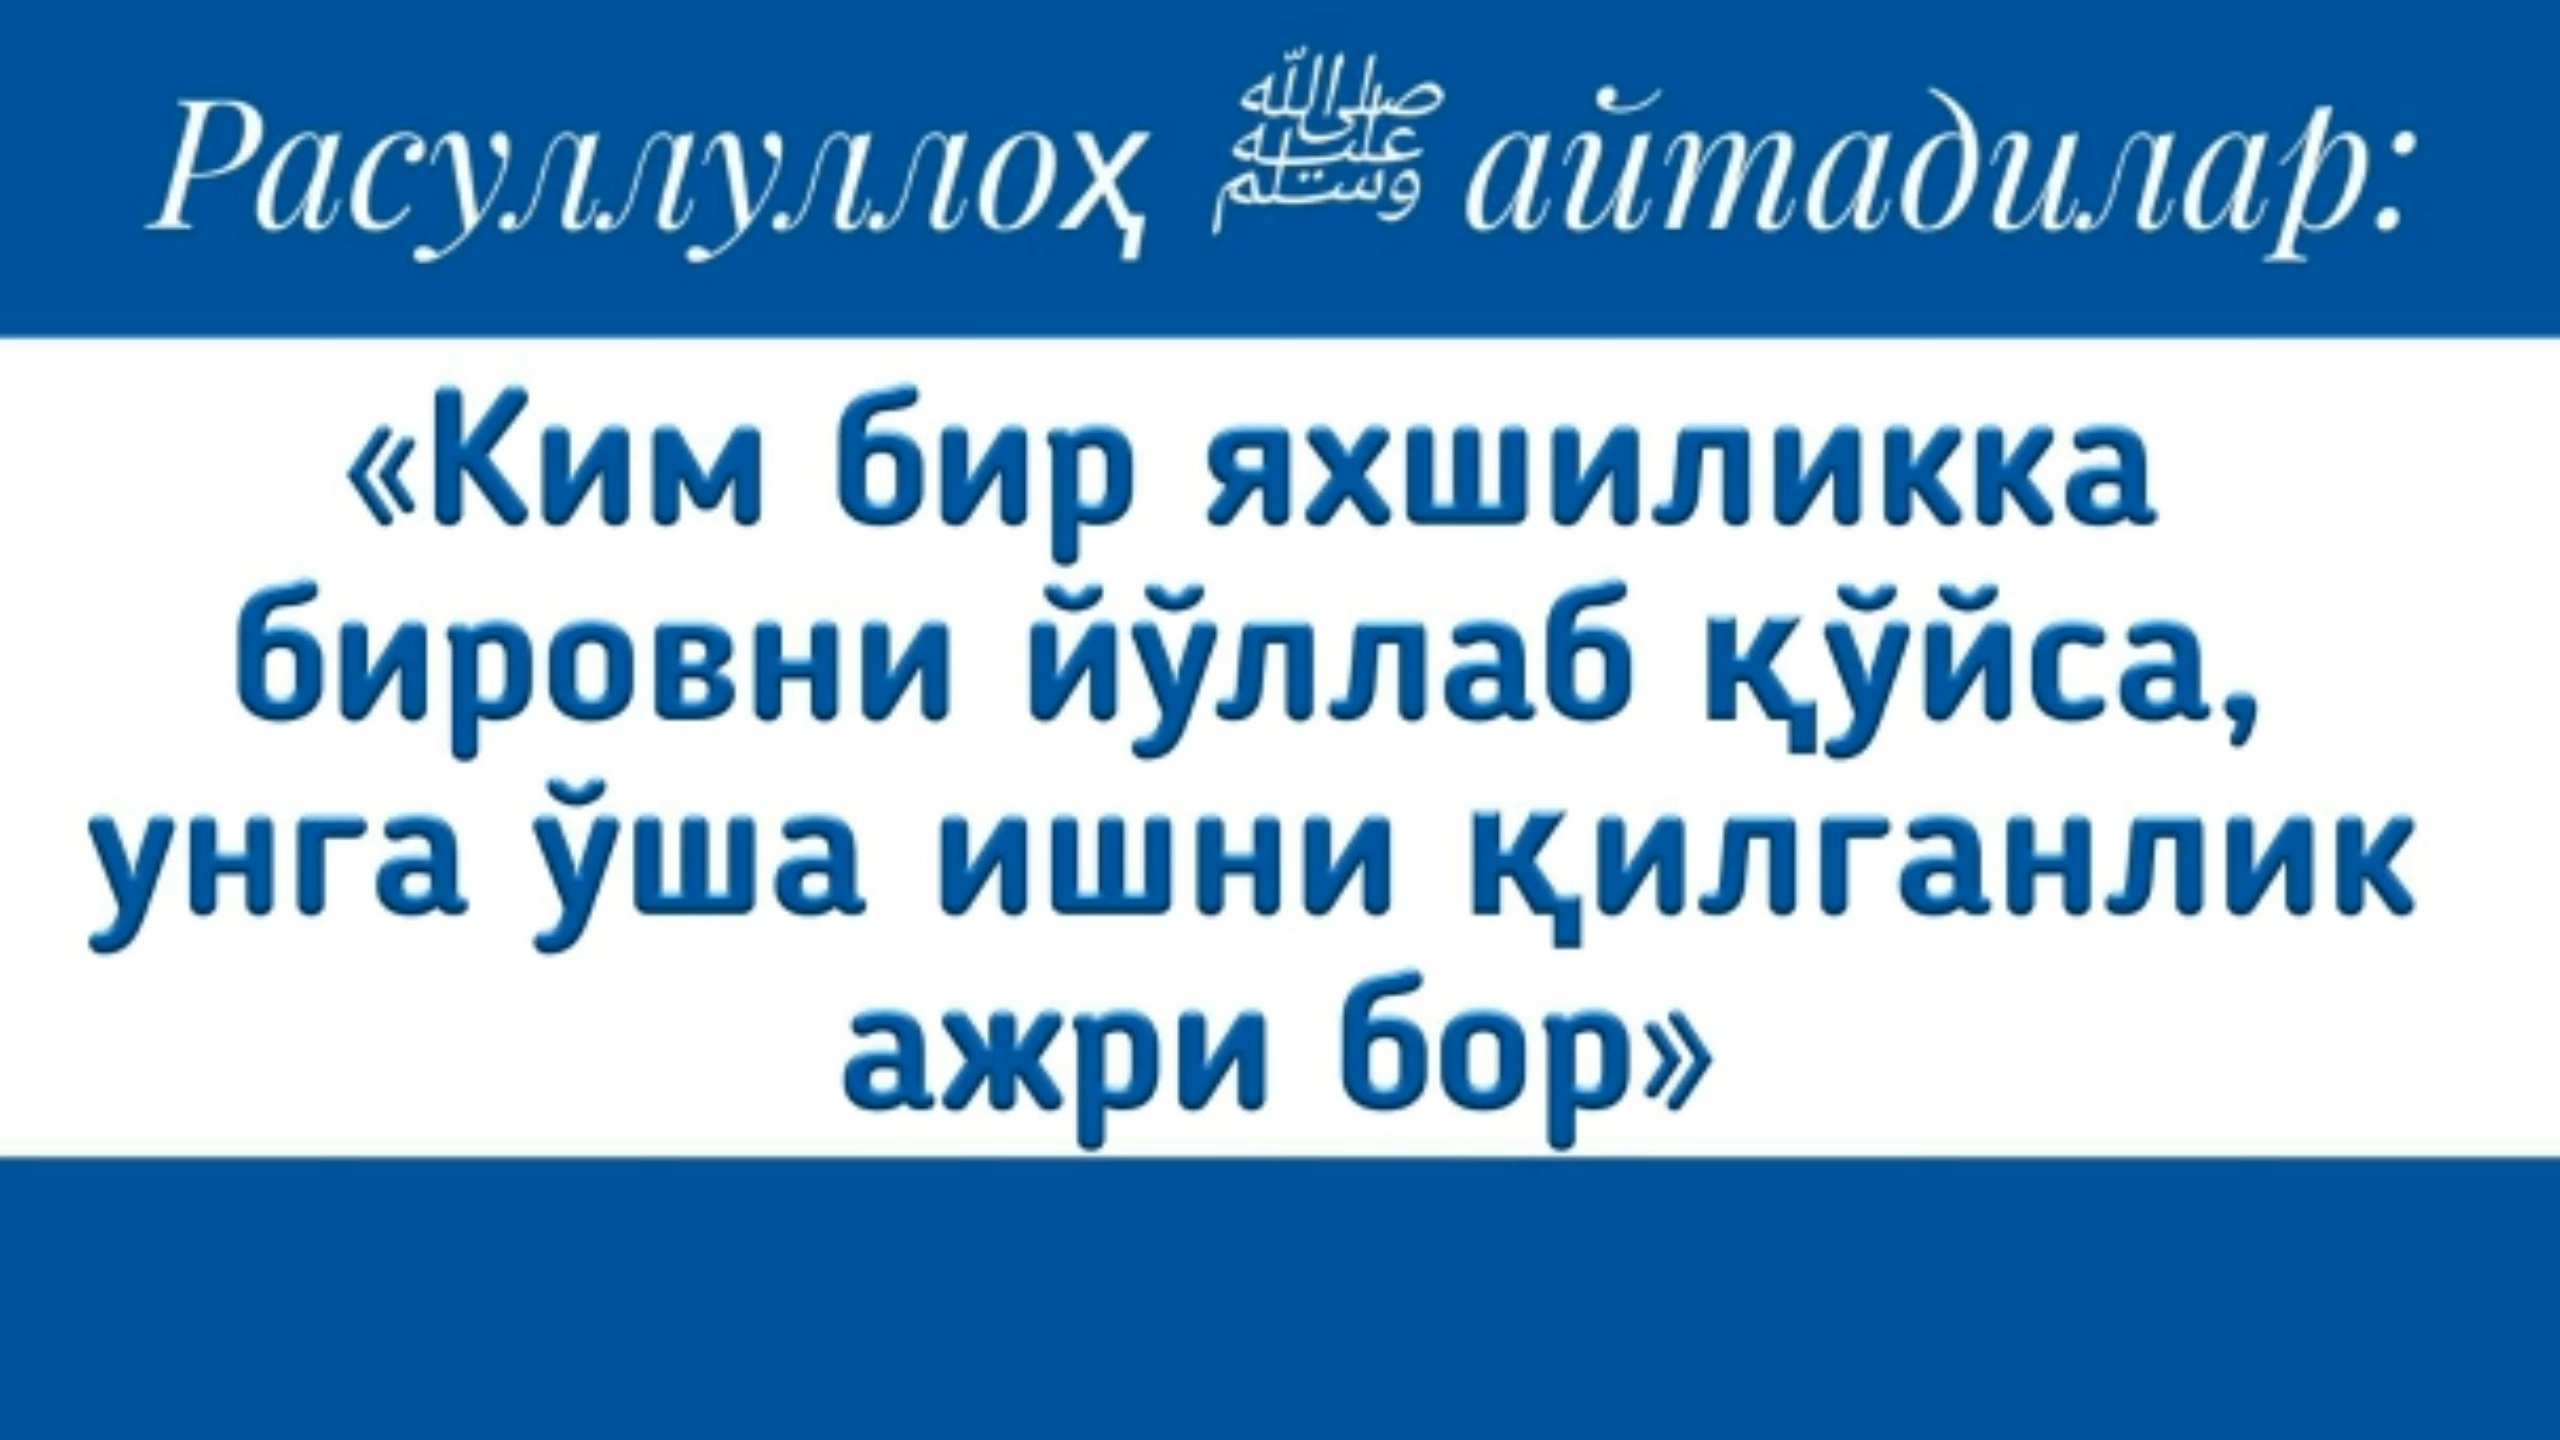 Расуллуллоҳ ﷺ айтадилар:
«Ким бир яхшиликка
бировни йўллаб қўйса,
унга ўша ишни қилганлик
ажри бор»